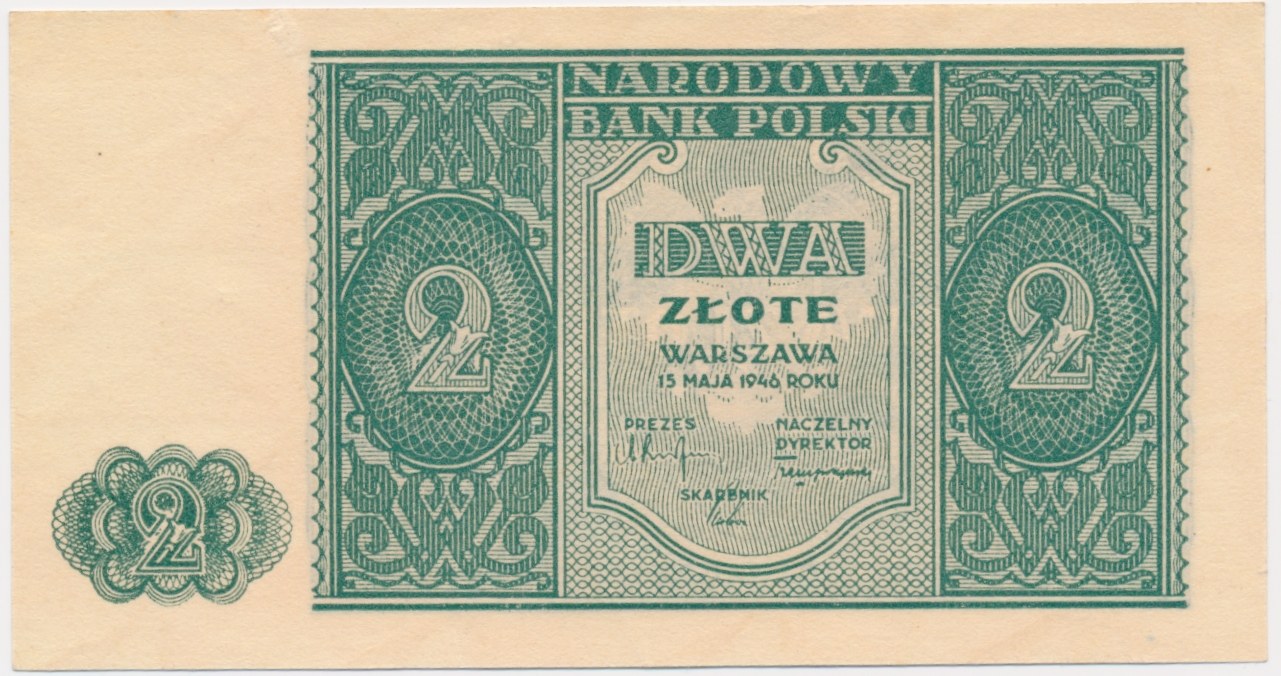 NARODOWY
BANK POLSKI
DWA
ZŁOTE
WARSZAWA
15 MAJA 1946 ROKU
PREZES
NACZELNY
DYREKTOR
SKARBNIK
2
2
2